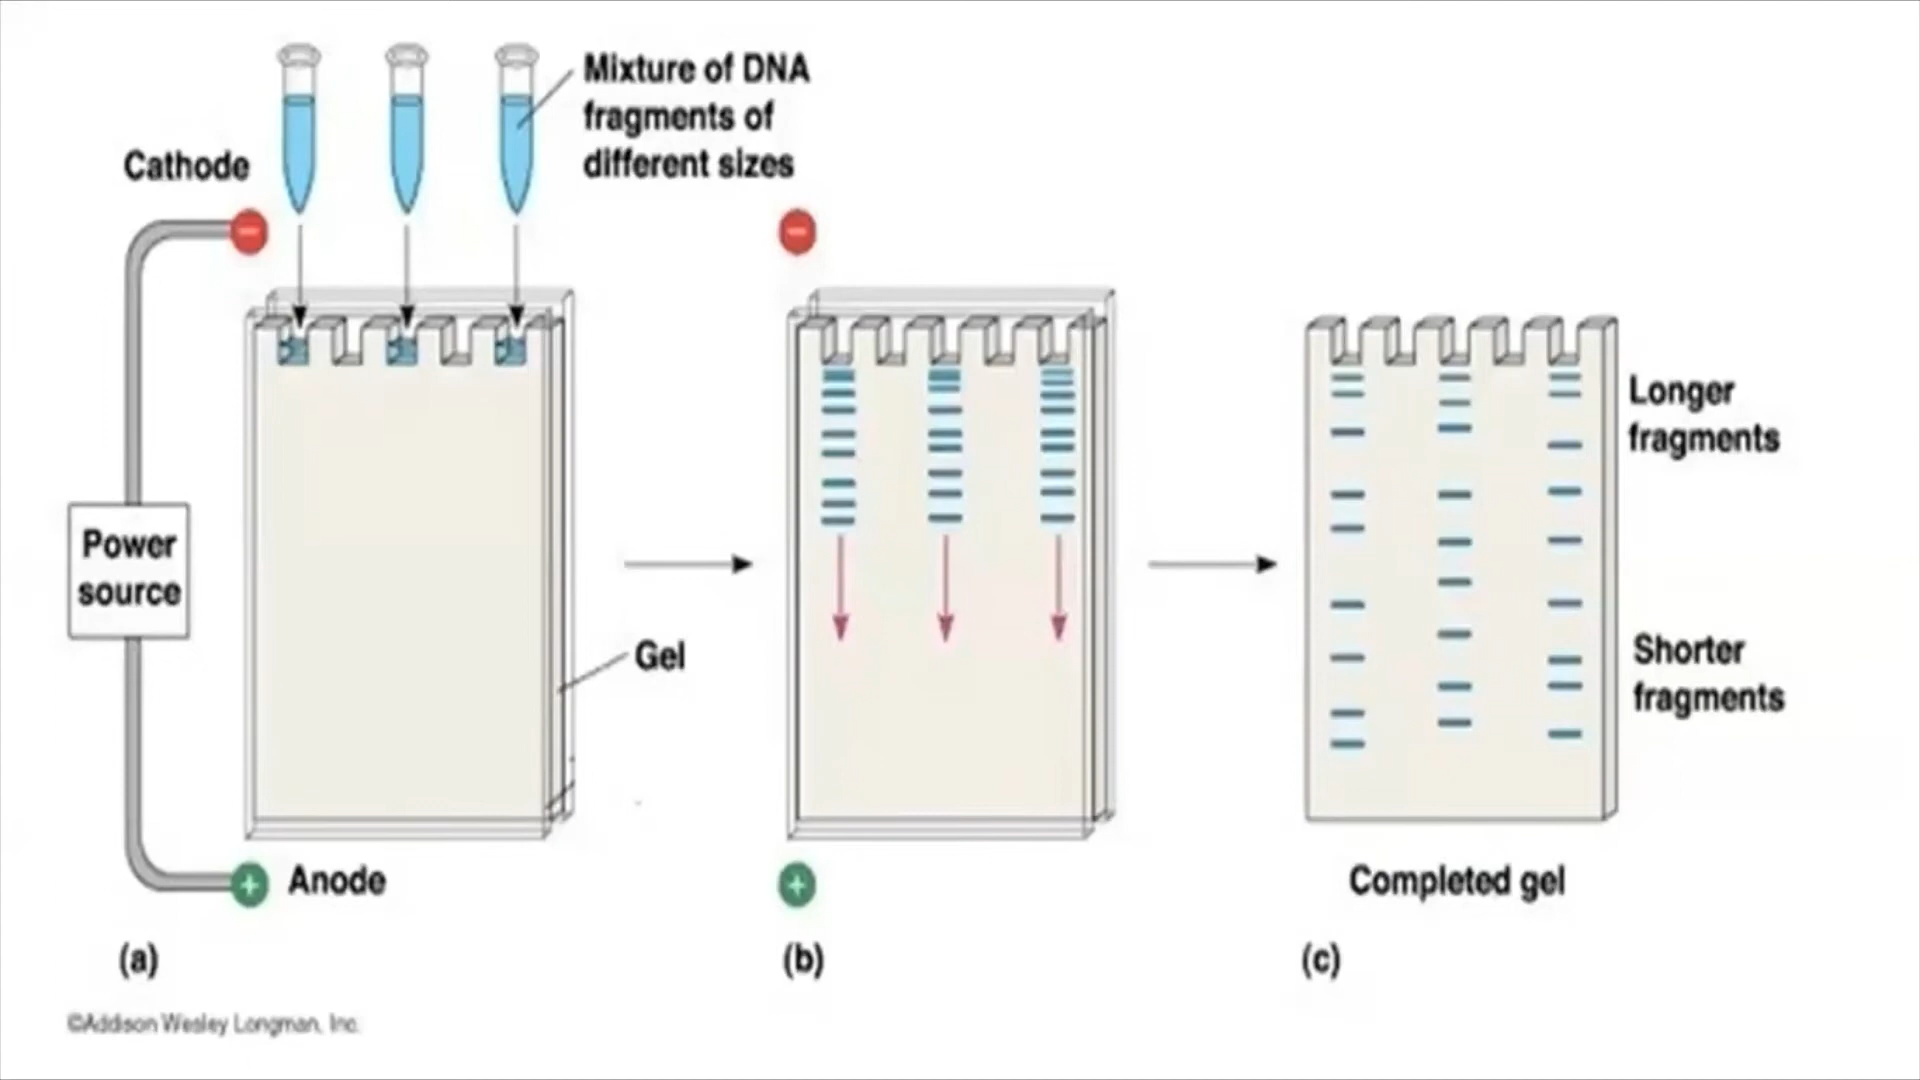 Mixture of DNA
fragments of
different sizes
Cathode
−
−
Longer
fragments
Power
source
Gel
Shorter
fragments
+
Anode
+
Completed gel
(a)
(b)
(c)
©Addison Wesley Longman, Inc.